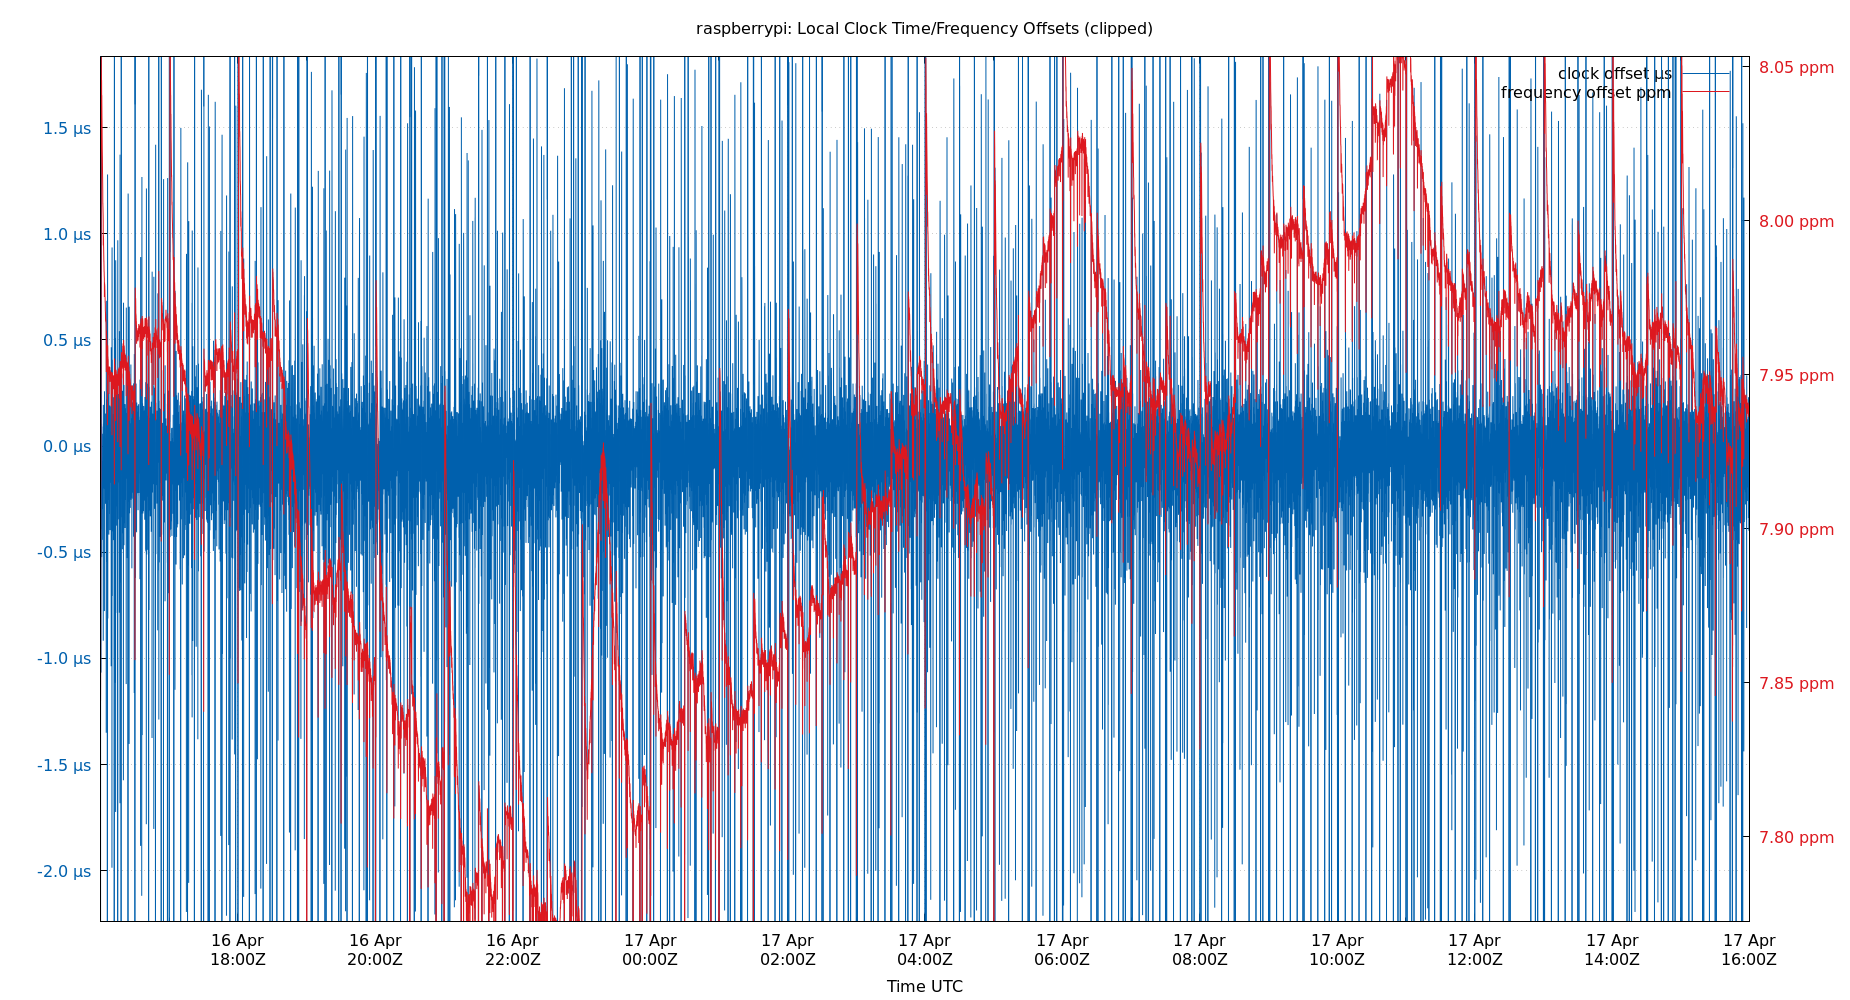 raspberrypi: Local Clock Time/Frequency Offsets (clipped)
clock offset µs
frequency offset ppm
1.5 µs
1.0 µs
0.5 µs
0.0 µs
-0.5 µs
-1.0 µs
-1.5 µs
-2.0 µs
8.05 ppm
8.00 ppm
7.95 ppm
7.90 ppm
7.85 ppm
7.80 ppm
16 Apr
18:00Z
16 Apr
20:00Z
16 Apr
22:00Z
17 Apr
00:00Z
17 Apr
02:00Z
17 Apr
04:00Z
17 Apr
06:00Z
17 Apr
08:00Z
17 Apr
10:00Z
17 Apr
12:00Z
17 Apr
14:00Z
17 Apr
16:00Z
Time UTC